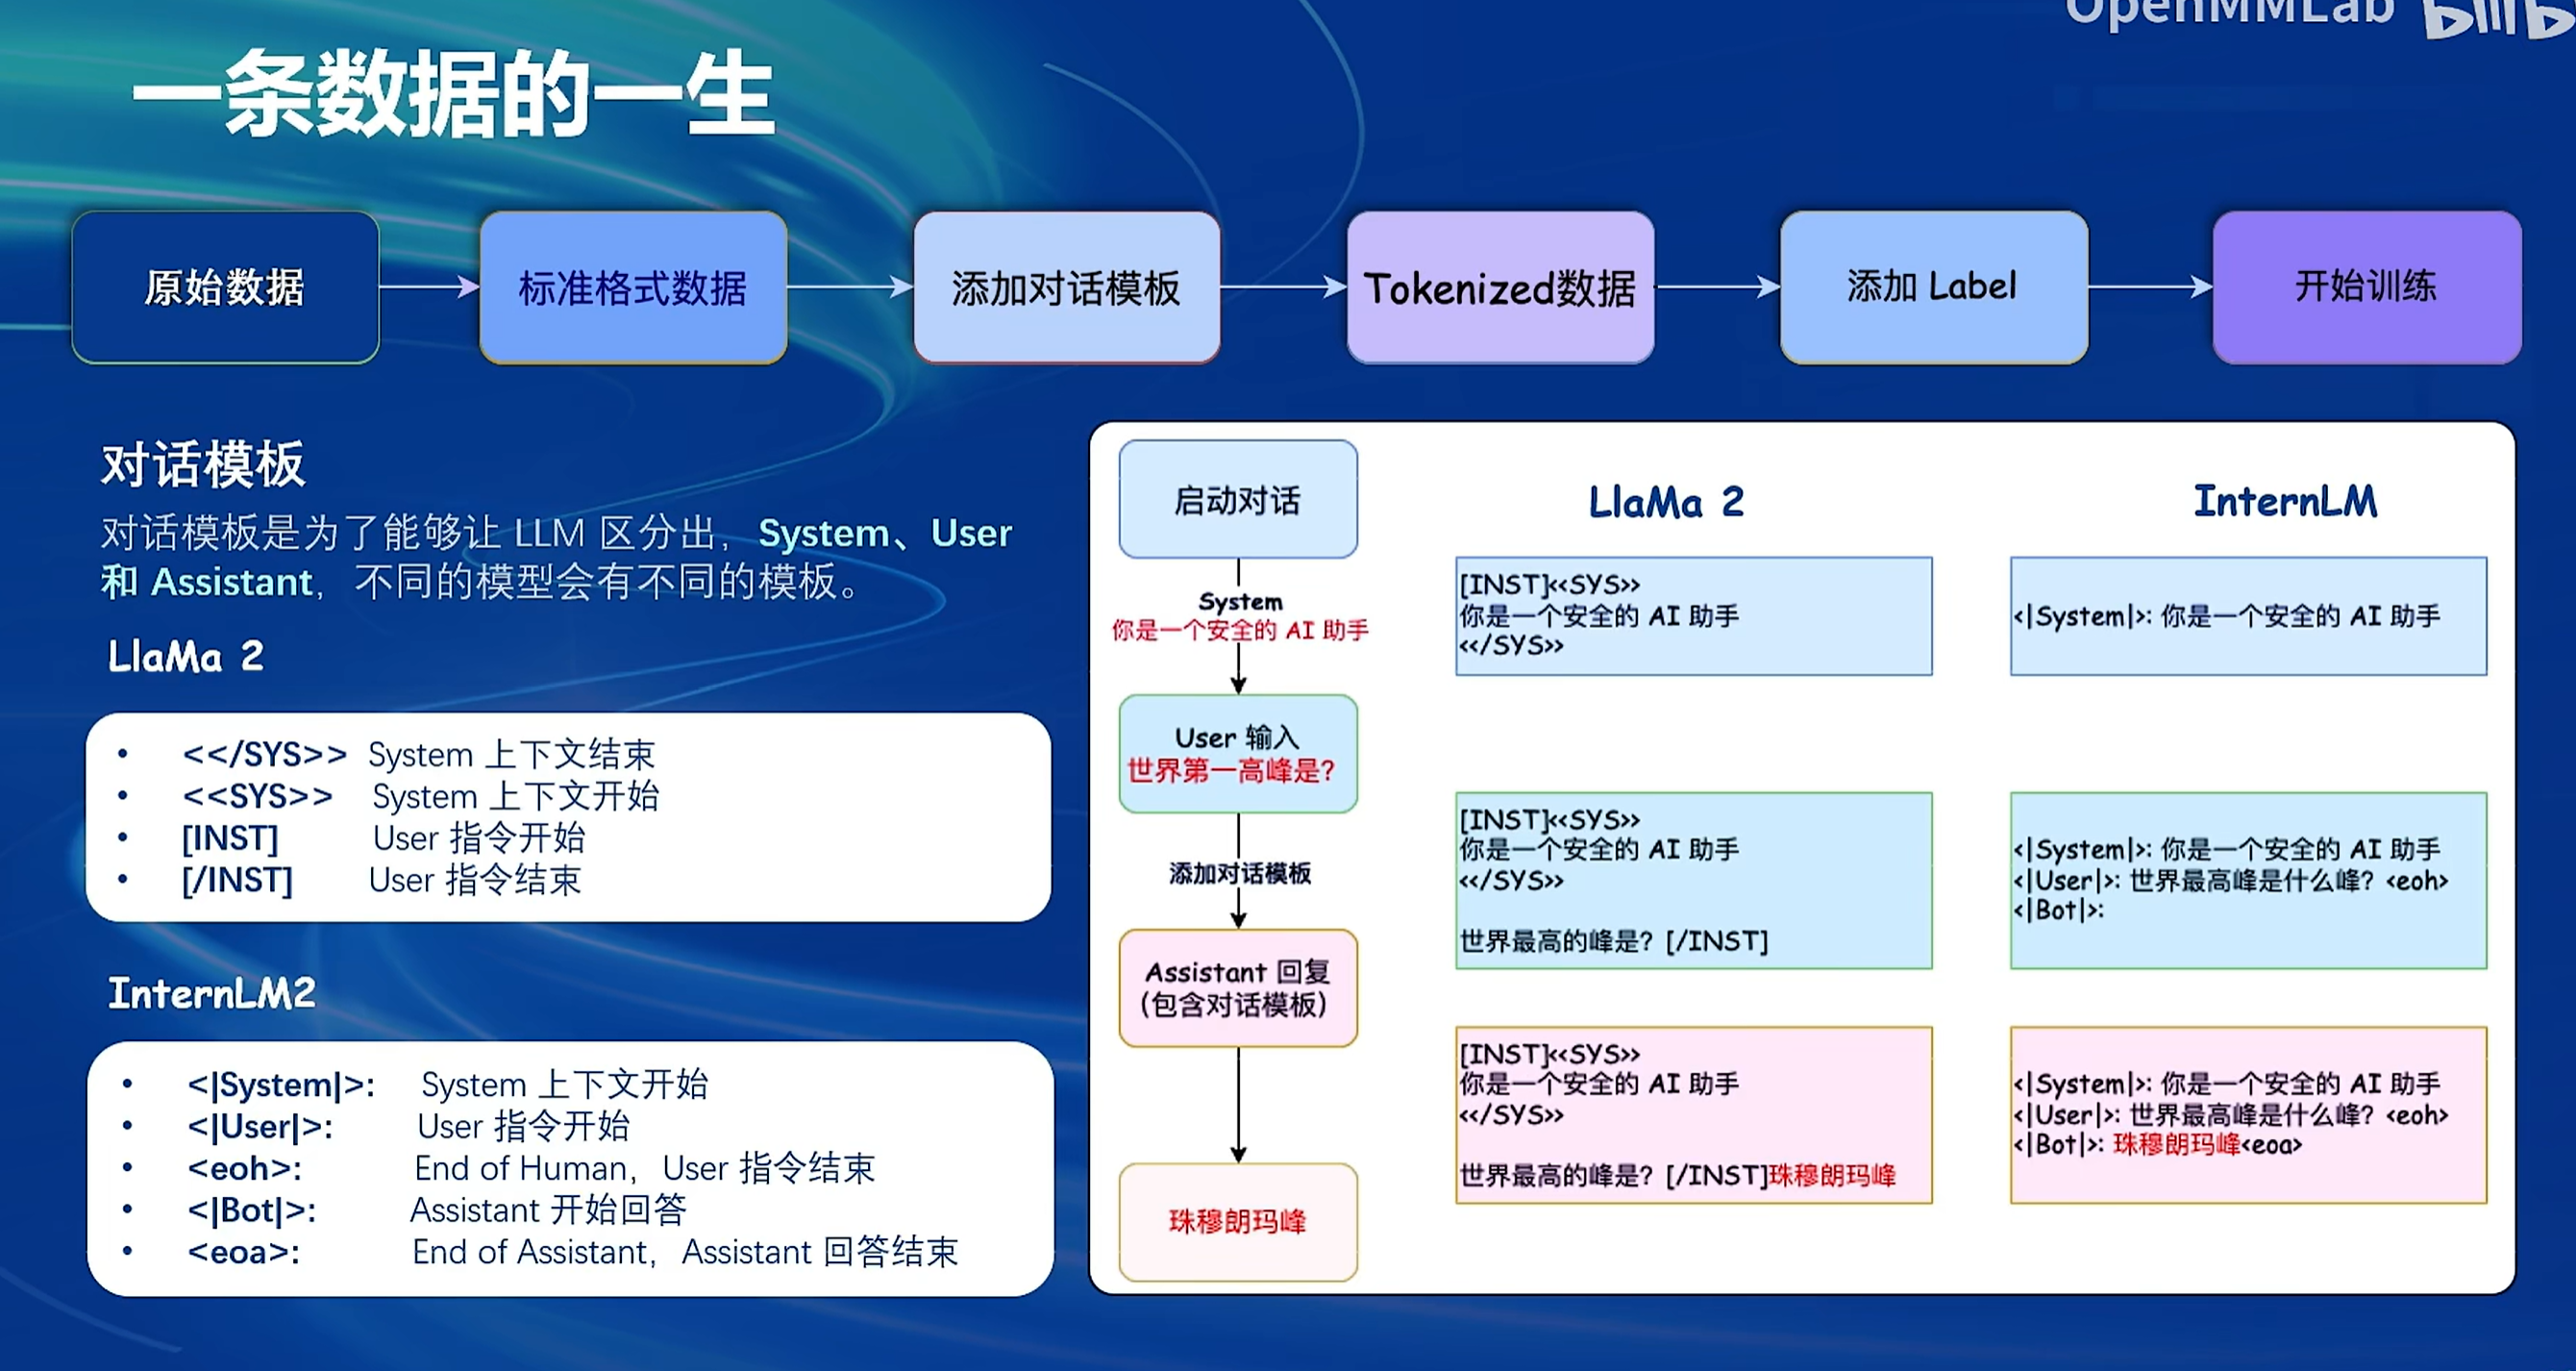 OpenMMLab
一条数据的一生
原始数据
标准格式数据
添加对话模板
Tokenized数据
添加 Label
开始训练
对话模板
对话模板是为了能够让 LLM 区分出，System、User
和 Assistant，不同的模型会有不同的模板。
LlaMa 2
• <</SYS>> System 上下文结束
• <<SYS>> System 上下文开始
• [INST] User 指令开始
• [/INST] User 指令结束
InternLM2
• <|System|>: System 上下文开始
• <|User|>: User 指令开始
• <eoh>: End of Human，User 指令结束
• <|Bot|>: Assistant 开始回答
• <eoa>: End of Assistant，Assistant 回答结束
启动对话
System
你是一个安全的 AI 助手
User 输入
世界第一高峰是？
添加对话模板
Assistant 回复
（包含对话模板）
珠穆朗玛峰
LlaMa 2
[INST]<<SYS>>
你是一个安全的 AI 助手
<</SYS>>
[INST]<<SYS>>
你是一个安全的 AI 助手
<</SYS>>
世界最高的峰是？[/INST]
[INST]<<SYS>>
你是一个安全的 AI 助手
<</SYS>>
世界最高的峰是？[/INST]珠穆朗玛峰
InternLM
<|System|>: 你是一个安全的 AI 助手
<|System|>: 你是一个安全的 AI 助手
<|User|>: 世界最高峰是什么峰？<eoh>
<|Bot|>:
<|System|>: 你是一个安全的 AI 助手
<|User|>: 世界最高峰是什么峰？<eoh>
<|Bot|>: 珠穆朗玛峰<eoa>